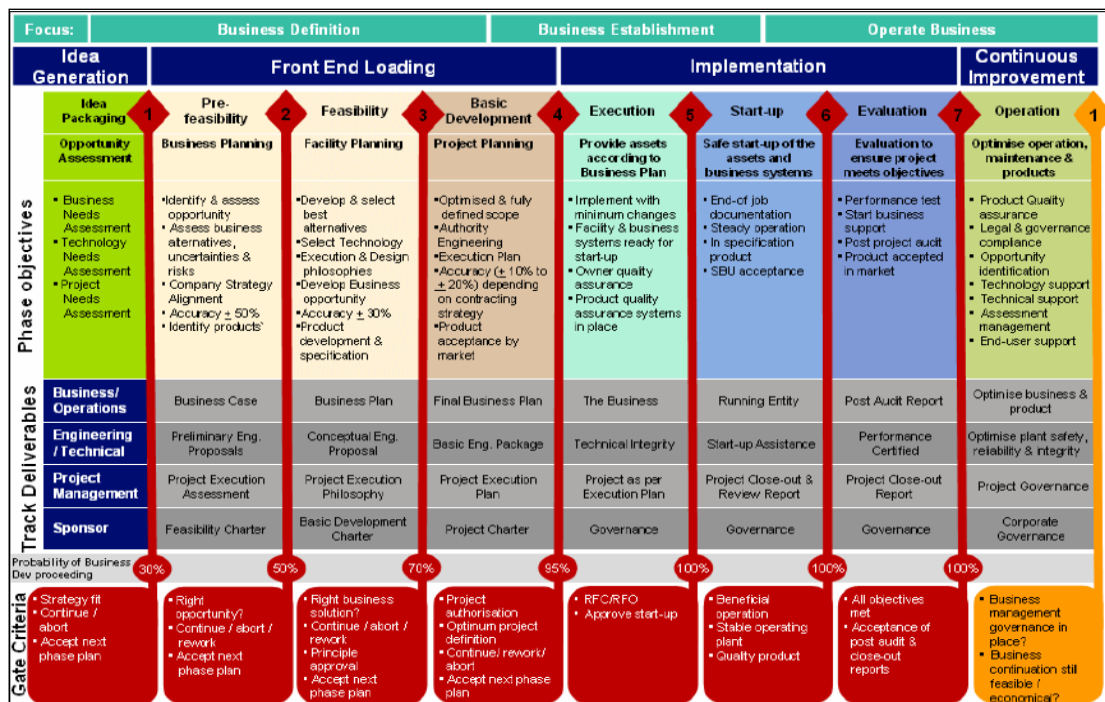 Focus:
Business Definition
Business Establishment
Operate Business
Idea
Generation
Front End Loading
Implementation
Continuous
Improvement
Phase objectives
Idea
Packaging
1
Pre-
feasibility
2
Feasibility
3
Basic
Development
4
Execution
5
Start-up
6
Evaluation
7
Operation
1
Opportunity
Assessment
Business Planning
Facility Planning
Project Planning
Provide assets
according to
Business Plan
Safe start-up of the
assets and
business systems
Evaluation to
ensure project
meets objectives
Optimise operation,
maintenance &
products
▪ Business
Needs
Assessment
▪ Technology
Needs
Assessment
▪ Project
Needs
Assessment
▪Identify & assess
opportunity
▪ Assess business
alternatives,
uncertainties &
risks
▪ Company Strategy
Alignment
▪ Accuracy ± 50%
▪ Identify products`
▪Develop & select
best
alternatives
▪Select Technology
▪Execution & Design
philosophies
▪Develop Business
opportunity
▪Accuracy ± 30%
▪Product
development &
specification
▪Optimised & fully
defined scope
▪Authority
Engineering
▪Execution Plan
▪Accuracy (± 10% to
± 20%) depending
on contracting
strategy
▪Product
acceptance by
market
▪ Implement with
minimum changes
▪ Facility & business
systems ready for
start-up
▪ Owner quality
assurance
▪ Product quality
assurance systems
in place
▪ End-of job
documentation
▪ Steady operation
▪ In specification
product
▪ SBU acceptance
▪ Performance test
▪ Start business
support
▪ Post project audit
▪ Product accepted
in market
▪ Product Quality
assurance
▪ Legal & governance
compliance
▪ Opportunity
identification
▪ Technology support
▪ Technical support
▪ Assessment
management
▪ End-user support
Track Deliverables
Business/
Operations
Business Case
Business Plan
Final Business Plan
The Business
Running Entity
Post Audit Report
Optimise business &
product
Engineering
/ Technical
Preliminary Eng.
Proposals
Conceptual Eng.
Proposal
Basic Eng. Package
Technical Integrity
Start-up Assistance
Performance
Certified
Optimise plant safety,
reliability & integrity
Project
Management
Project Execution
Assessment
Project Execution
Philosophy
Project Execution
Plan
Project as per
Execution Plan
Project Close-out &
Review Report
Project Close-out
Report
Project Governance
Sponsor
Feasibility Charter
Basic Development
Charter
Project Charter
Governance
Governance
Governance
Corporate
Governance
Probability of Business
Dev proceeding
30%
50%
70%
95%
100%
100%
100%
Gate Criteria
▪ Strategy fit
▪ Continue /
abort
▪ Accept next
phase plan
▪ Right
opportunity?
▪ Continue / abort /
rework
▪ Accept next
phase plan
▪ Right business
solution?
▪ Continue / abort /
rework
▪ Principle
approval
▪ Accept next
phase plan
▪ Project
authorisation
▪ Optimum project
definition
▪ Continue/ rework/
abort
▪ Accept next phase
plan
▪ RFC/RFO
▪ Approve start-up
▪ Beneficial
operation
▪ Stable operating
plant
▪ Quality product
▪ All objectives
met
▪ Acceptance of
post audit &
close-out
reports
▪ Business
management
governance in
place?
▪ Business
continuation still
feasible /
economical?